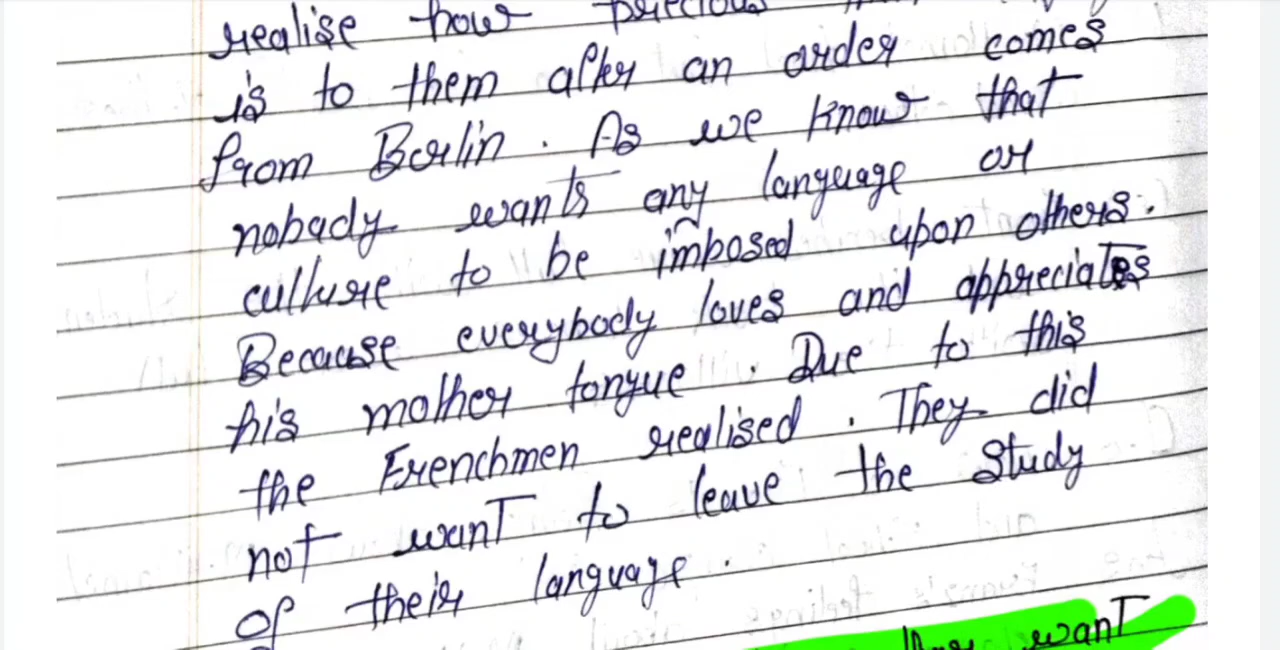 realise how precious
is to them after an order comes
from Berlin. As we know that
nobady wants any language or
culture to be imposed upon others.
Because everybody loves and appreciates
his mother tongue. Due to this
the Frenchmen realised. They did
not want to leave the study
of their language.
want